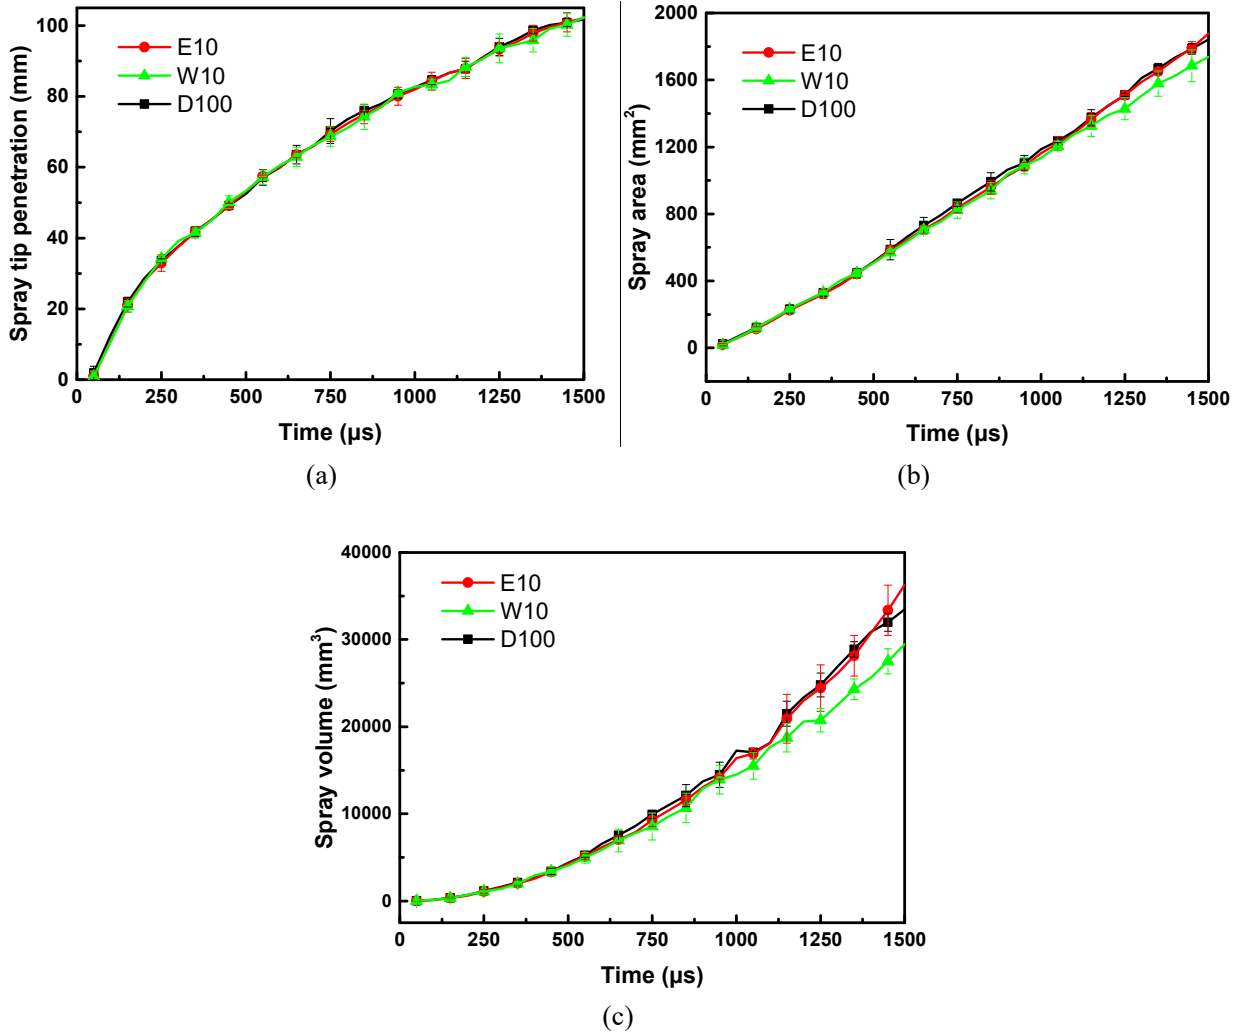 Spray tip penetration (mm)
100
80
60
40
20
0
E10
W10
D100
0 250 500 750 1000 1250 1500
Time (µs)
(a)
Spray area (mm²)
2000
1600
1200
800
400
0
-200
E10
W10
D100
0 250 500 750 1000 1250 1500
Time (µs)
(b)
Spray volume (mm³)
40000
30000
20000
10000
0
E10
W10
D100
0 250 500 750 1000 1250 1500
Time (µs)
(c)